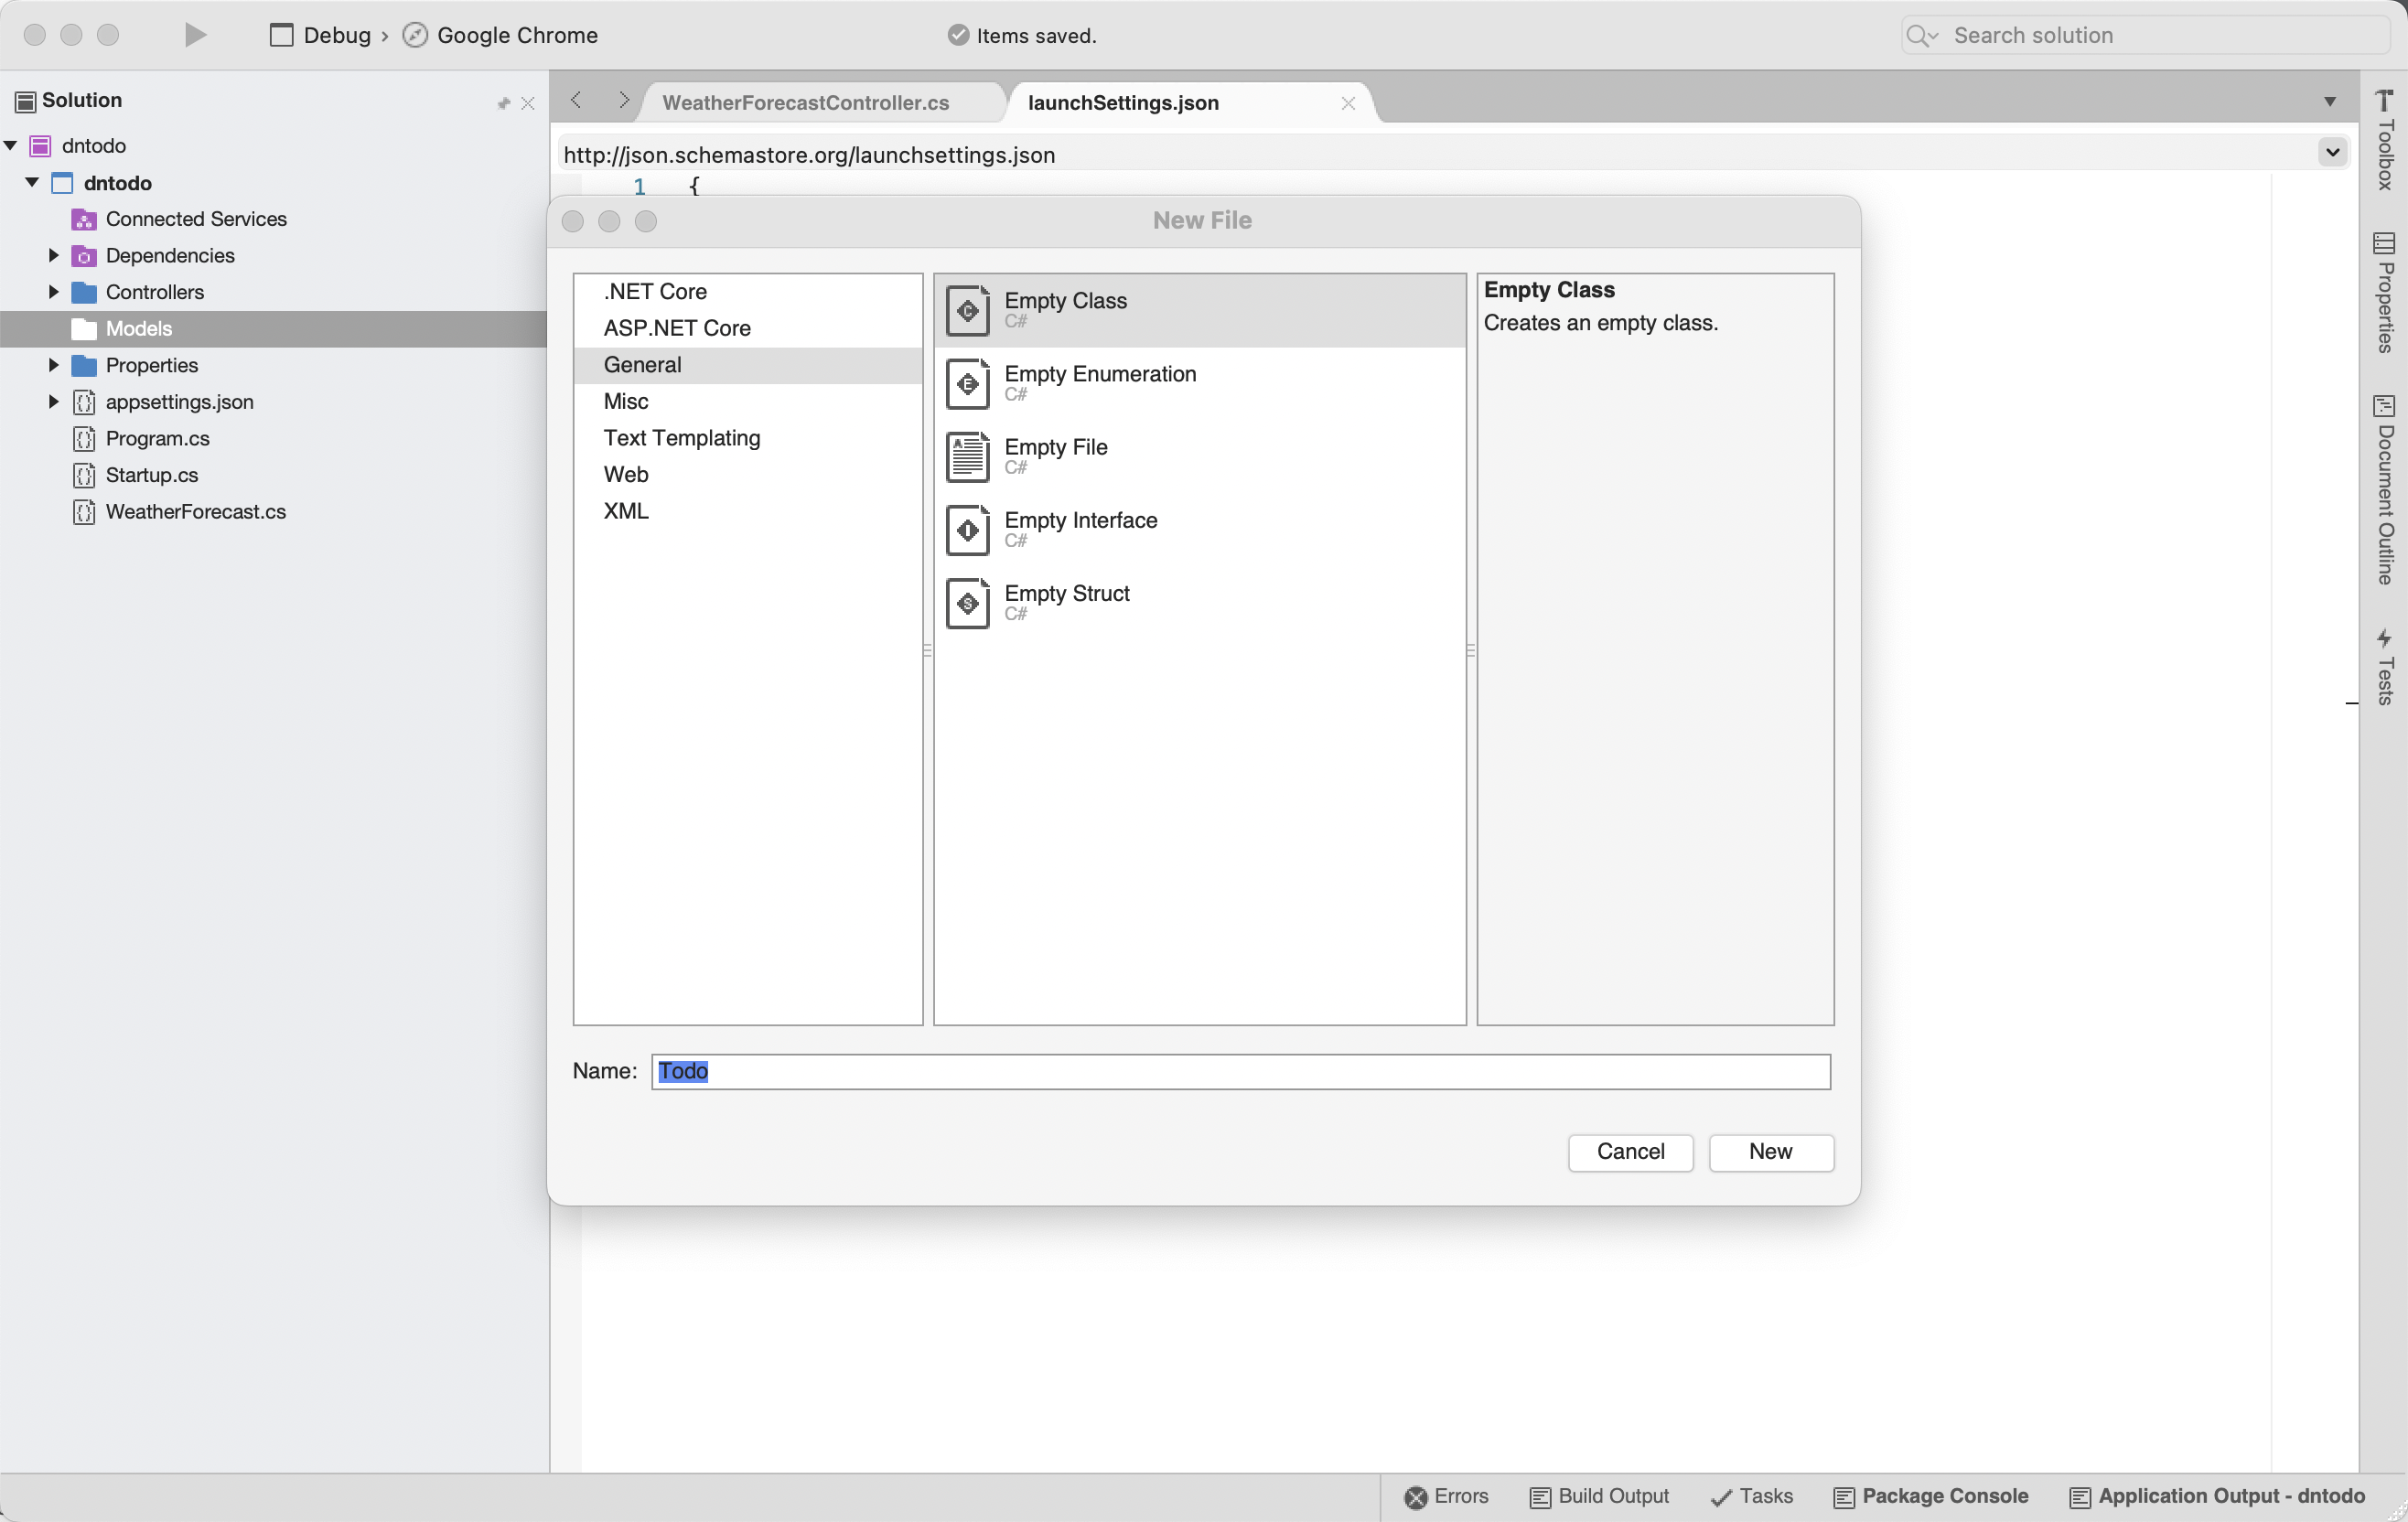 Debug › Google Chrome
Items saved.
Search solution
Solution
dntodo
dntodo
Connected Services
Dependencies
Controllers
Models
Properties
appsettings.json
Program.cs
Startup.cs
WeatherForecast.cs
WeatherForecastController.cs
launchSettings.json
http://json.schemastore.org/launchsettings.json
1 {
New File
.NET Core
ASP.NET Core
General
Misc
Text Templating
Web
XML
Empty Class
C#
Empty Enumeration
C#
Empty File
C#
Empty Interface
C#
Empty Struct
C#
Empty Class
Creates an empty class.
Name: Todo
Cancel
New
Toolbox
Properties
Document Outline
Tests
Errors
Build Output
Tasks
Package Console
Application Output - dntodo